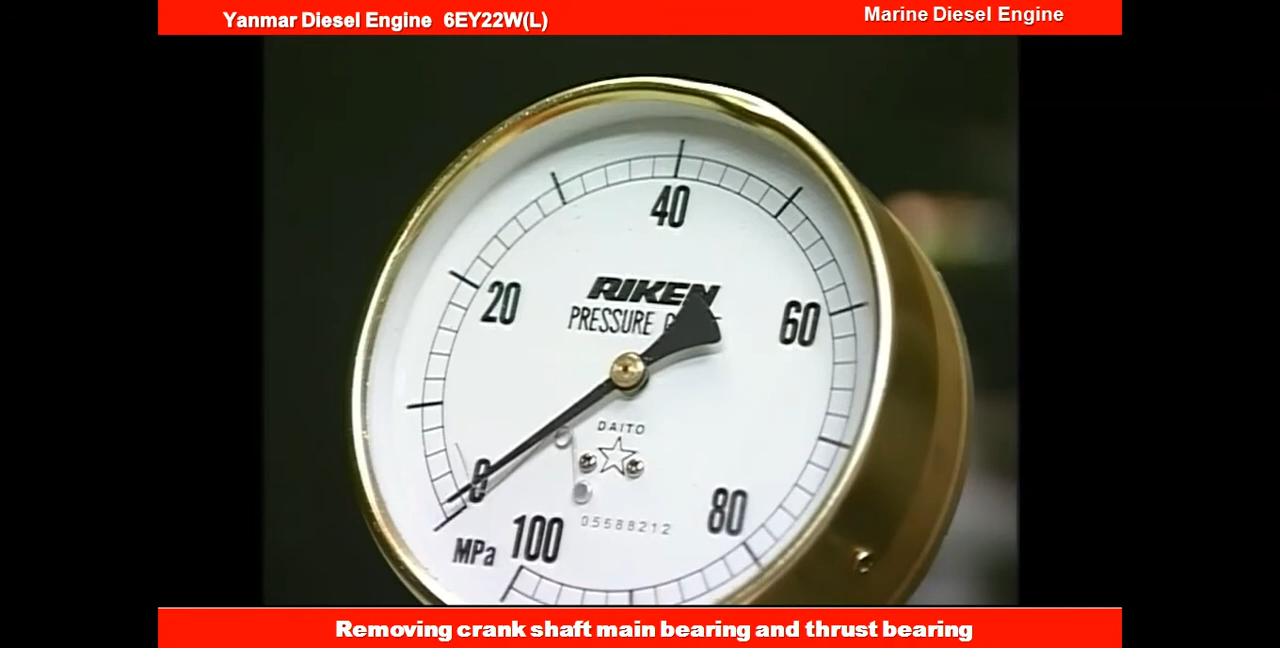 Yanmar Diesel Engine 6EY22W(L)
Marine Diesel Engine
40
20
60
RIKEN
PRESSURE
DAITO
0
80
05588212
100
MPa
Removing crank shaft main bearing and thrust bearing